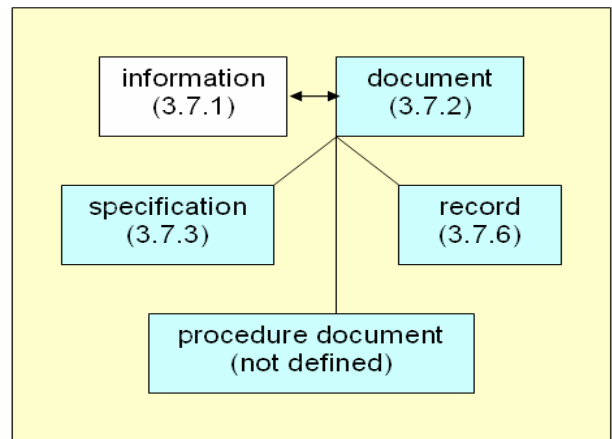 information
(3.7.1)
document
(3.7.2)
specification
(3.7.3)
record
(3.7.6)
procedure document
(not defined)